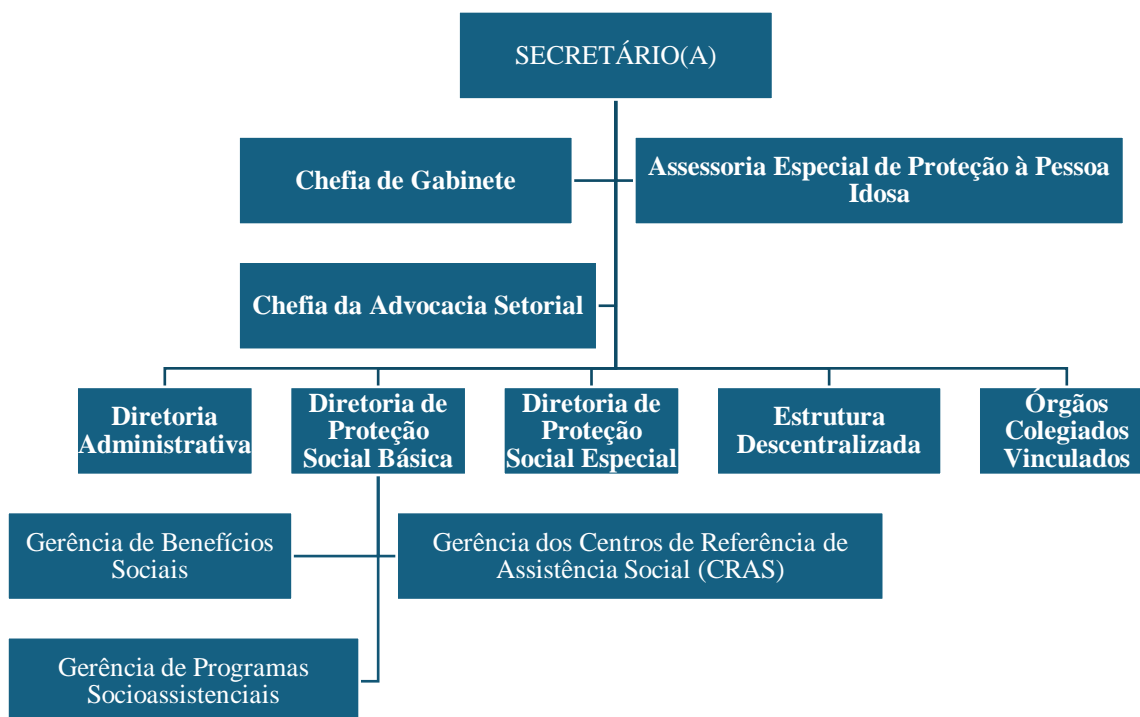 SECRETÁRIO(A)
Chefia de Gabinete
Assessoria Especial de Proteção à Pessoa
Idosa
Chefia da Advocacia Setorial
Diretoria
Administrativa
Diretoria de
Proteção
Social Básica
Diretoria de
Proteção
Social Especial
Estrutura
Descentralizada
Órgãos
Colegiados
Vinculados
Gerência de Benefícios
Sociais
Gerência dos Centros de Referência de
Assistência Social (CRAS)
Gerência de Programas
Socioassistenciais